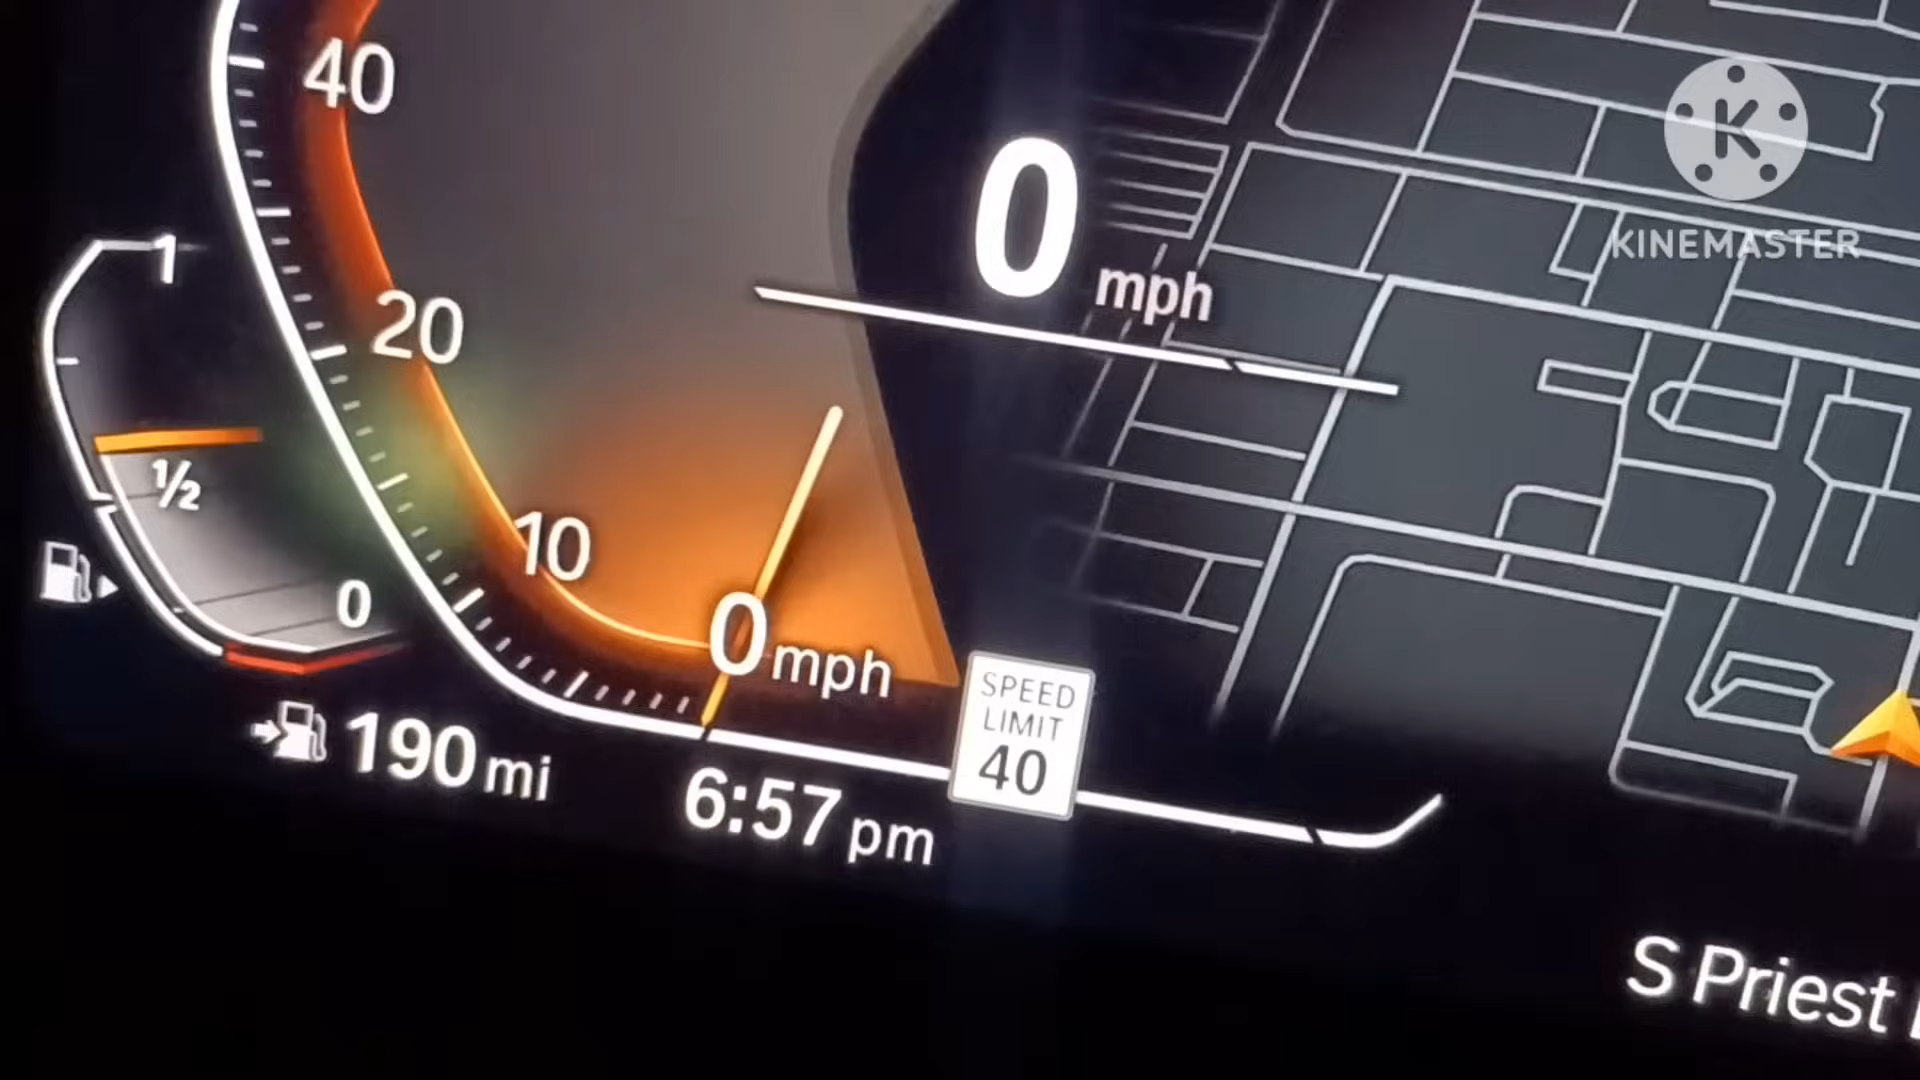 40
0 mph
KINEMASTER
1
20
1/2
10
0
0 mph
SPEED
LIMIT
40
190 mi
6:57 pm
S Priest